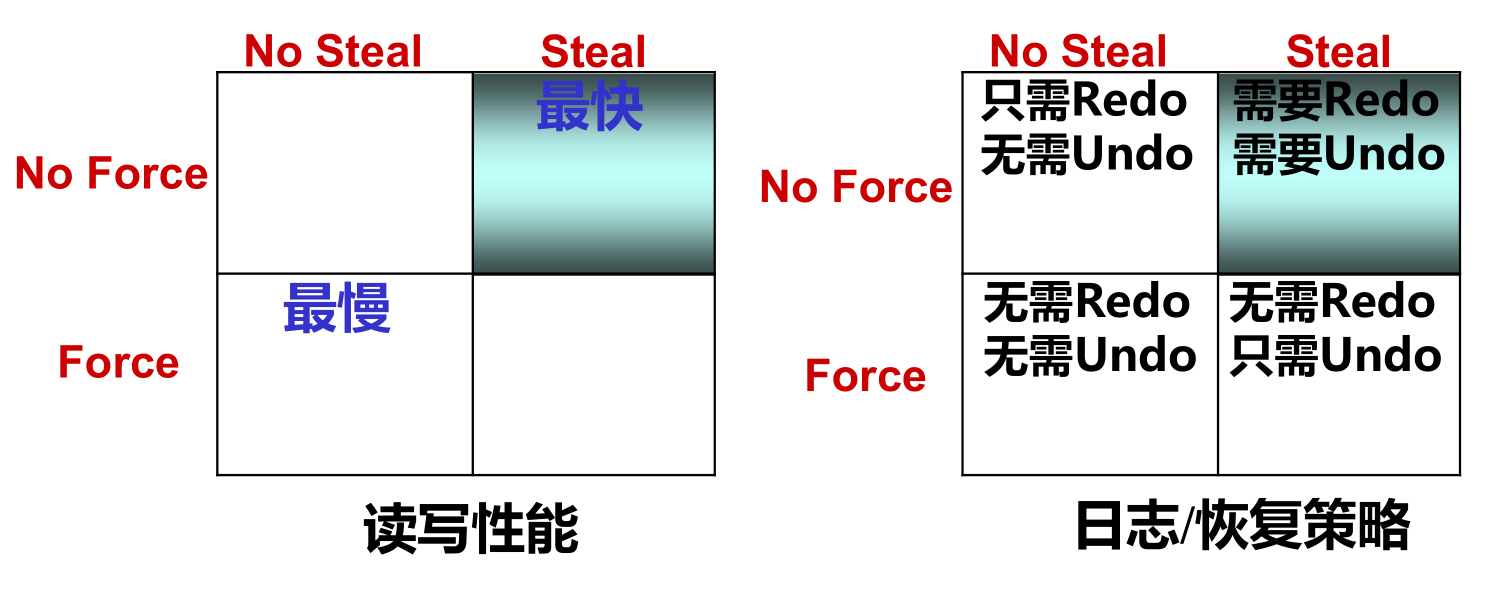 No Steal
Steal
最快
No Force
最慢
Force
读写性能
No Steal
Steal
只需Redo
无需Undo
需要Redo
需要Undo
No Force
无需Redo
无需Undo
无需Redo
只需Undo
Force
日志/恢复策略